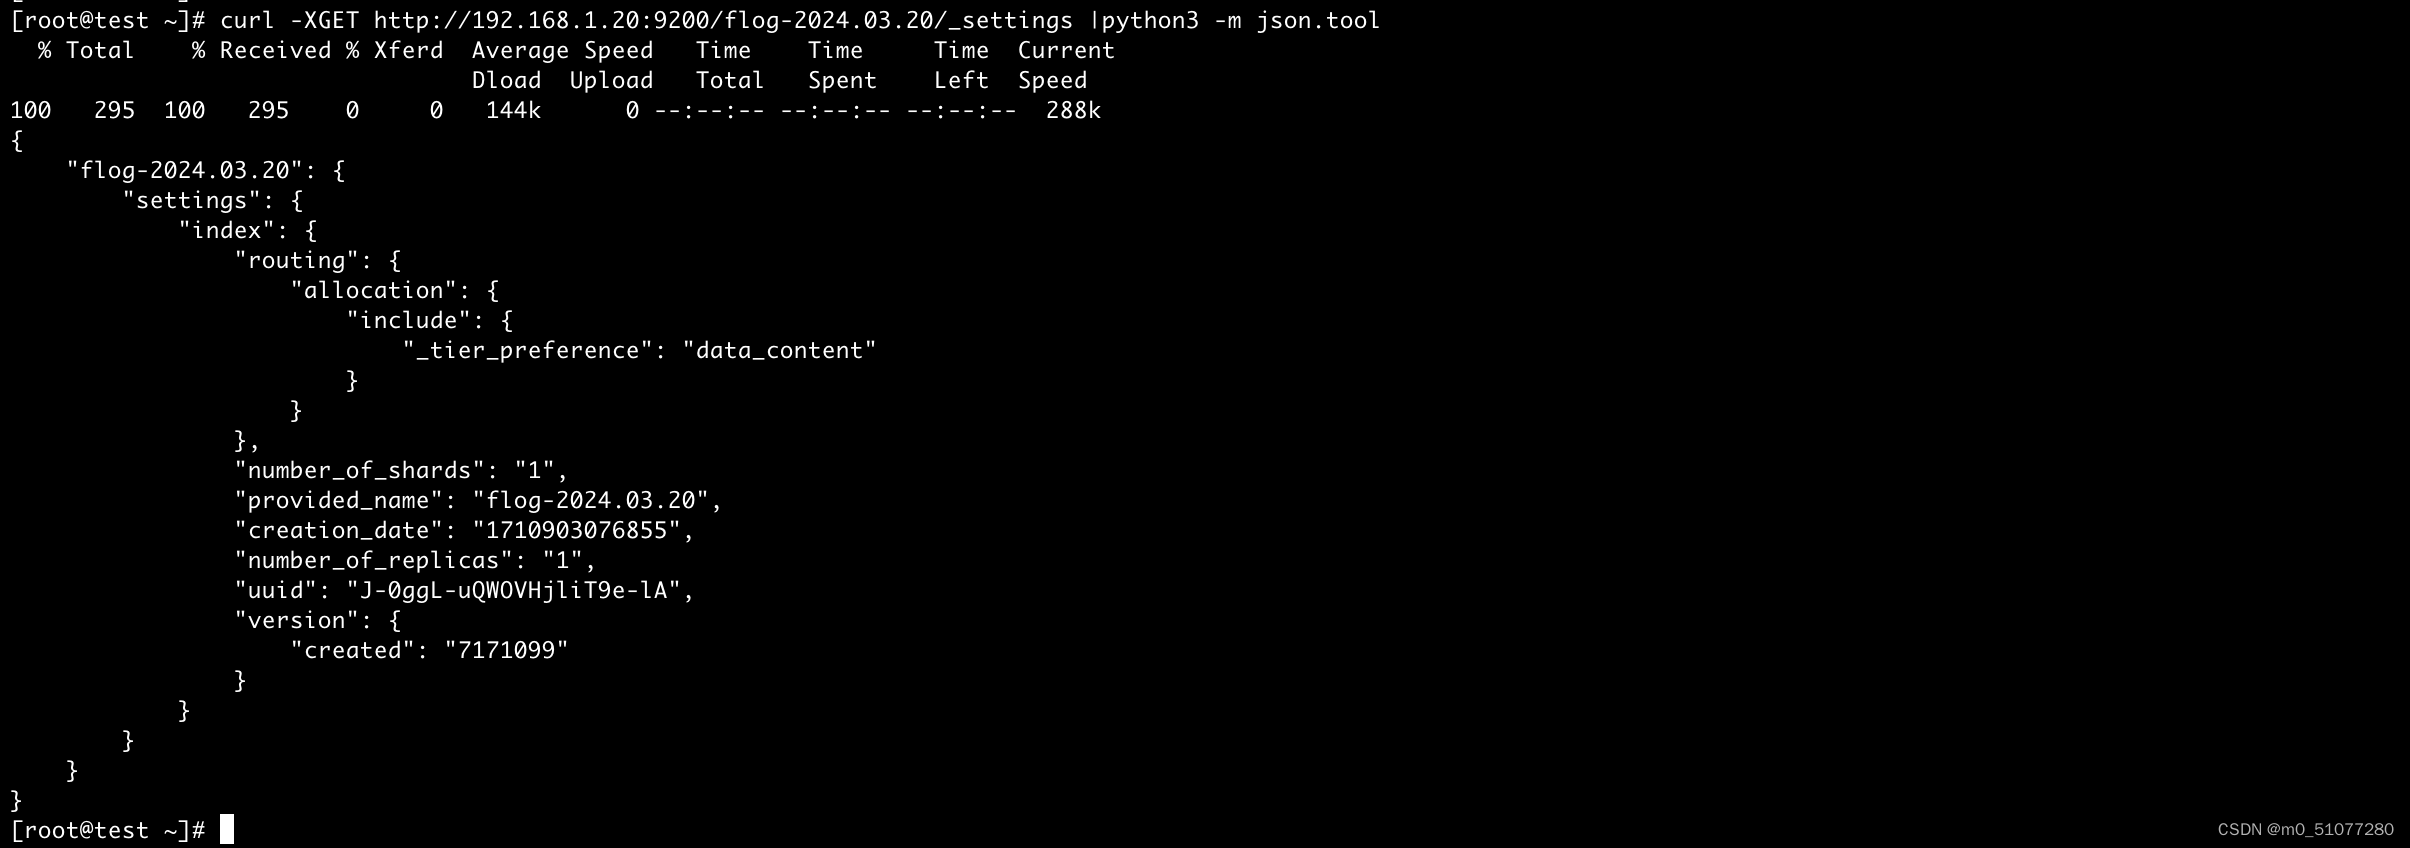 [root@test ~]# curl -XGET http://192.168.1.20:9200/flog-2024.03.20/_settings |python3 -m json.tool
  % Total    % Received % Xferd  Average Speed   Time    Time     Time  Current
                                 Dload  Upload   Total   Spent    Left  Speed
100   295  100   295    0     0   144k      0 --:--:-- --:--:-- --:--:--  288k
{
    "flog-2024.03.20": {
        "settings": {
            "index": {
                "routing": {
                    "allocation": {
                        "include": {
                            "_tier_preference": "data_content"
                        }
                    }
                },
                "number_of_shards": "1",
                "provided_name": "flog-2024.03.20",
                "creation_date": "1710903076855",
                "number_of_replicas": "1",
                "uuid": "J-0ggL-uQWOVHjliT9e-lA",
                "version": {
                    "created": "7171099"
                }
            }
        }
    }
}
[root@test ~]#
CSDN @m0_51077280